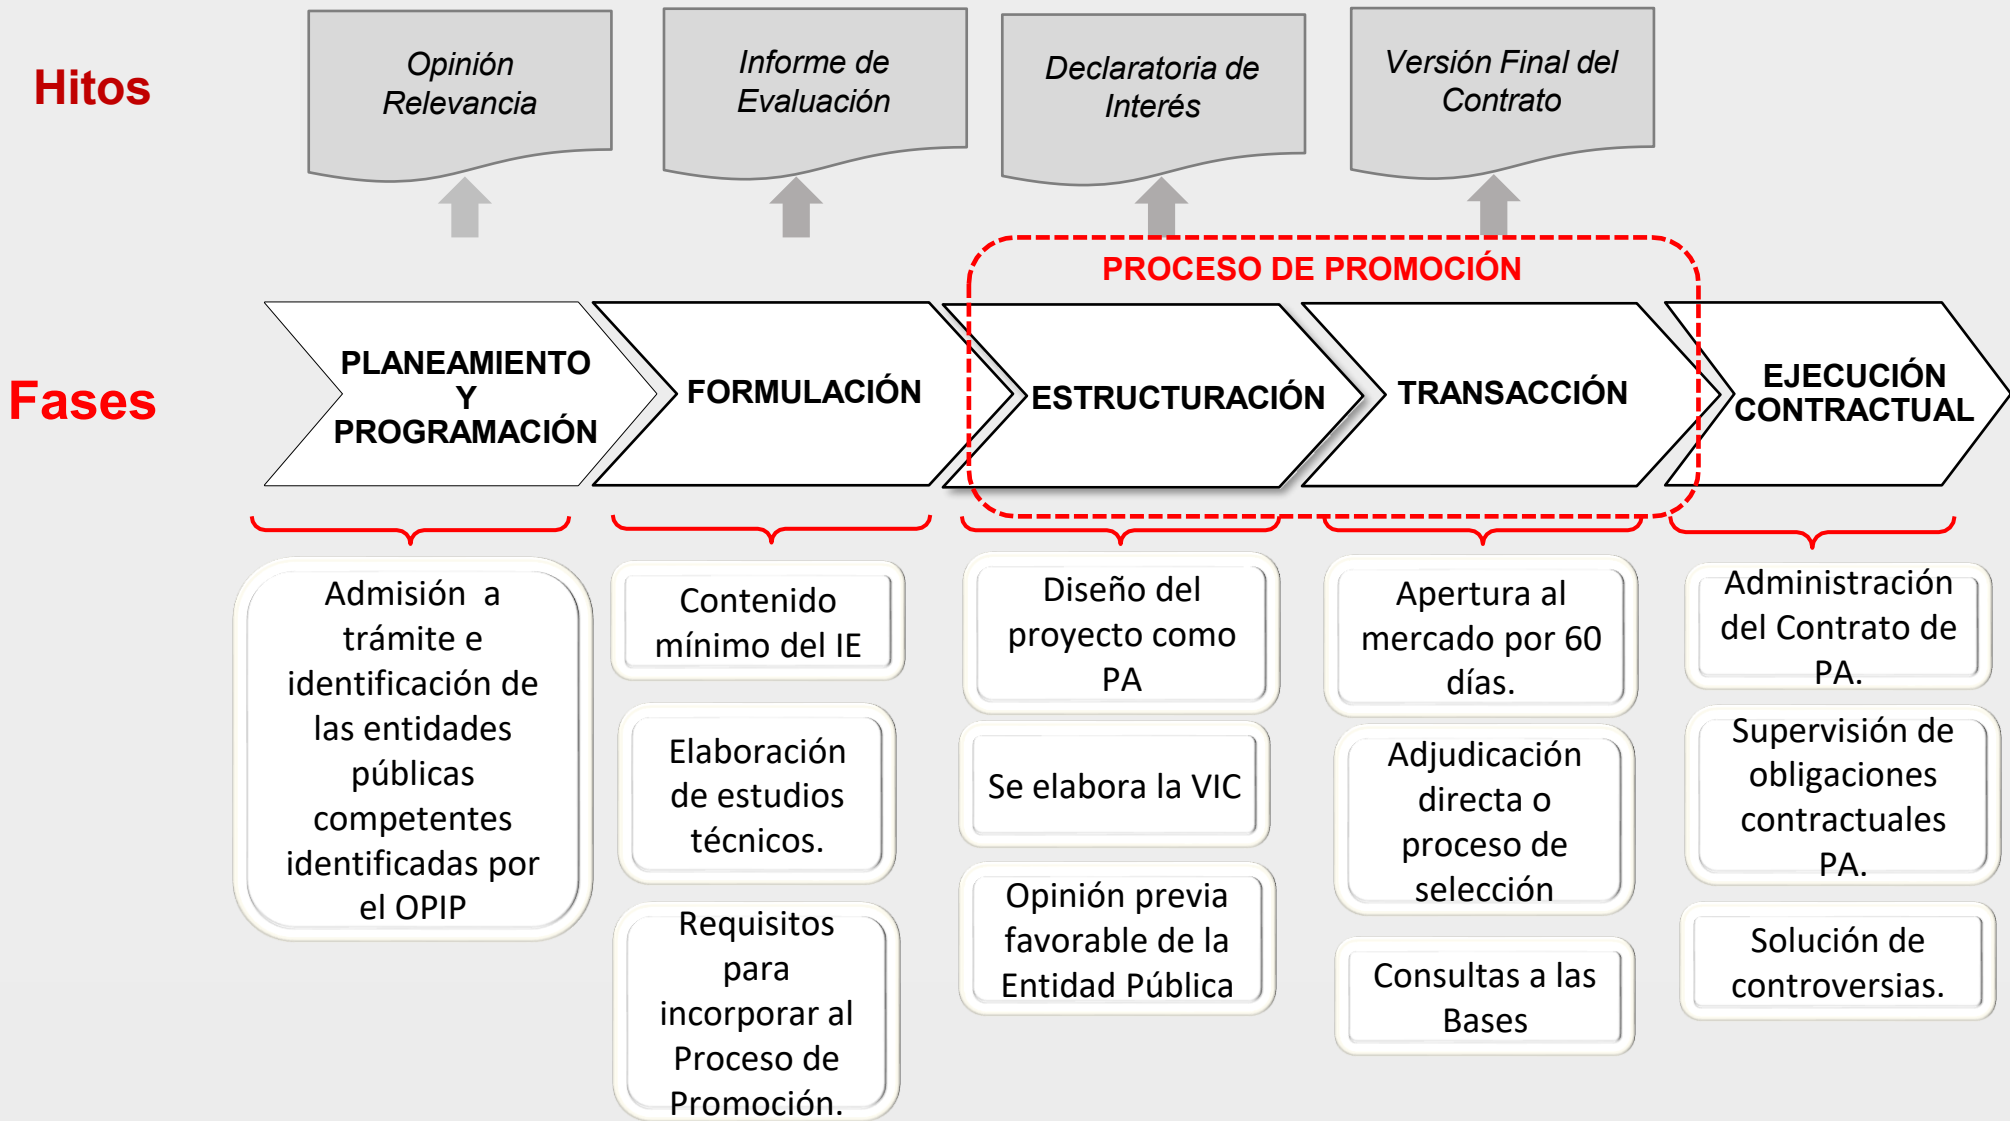 Hitos
Opinión
Relevancia
Informe de
Evaluación
Declaratoria de
Interés
Versión Final del
Contrato
PROCESO DE PROMOCIÓN
Fases
PLANEAMIENTO
Y
PROGRAMACIÓN
FORMULACIÓN
ESTRUCTURACIÓN
TRANSACCIÓN
EJECUCIÓN
CONTRACTUAL
Admisión a
trámite e
identificación de
las entidades
públicas
competentes
identificadas por
el OPIP
Contenido
mínimo del IE
Elaboración
de estudios
técnicos.
Requisitos
para
incorporar al
Proceso de
Promoción.
Diseño del
proyecto como
PA
Se elabora la VIC
Opinión previa
favorable de la
Entidad Pública
Apertura al
mercado por 60
días.
Adjudicación
directa o
proceso de
selección
Consultas a las
Bases
Administración
del Contrato de
PA.
Supervisión de
obligaciones
contractuales
PA.
Solución de
controversias.